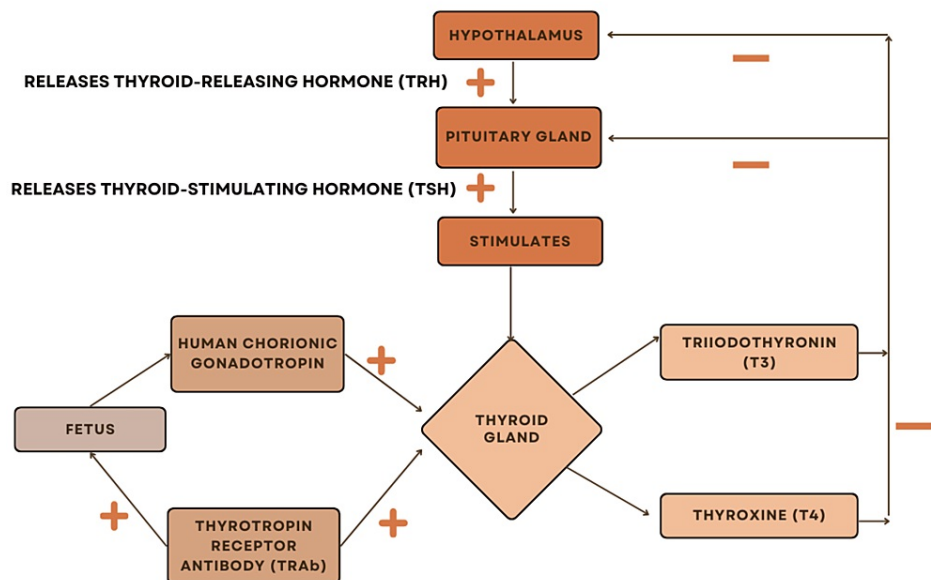 HYPOTHALAMUS
RELEASES THYROID-RELEASING HORMONE (TRH)
PITUITARY GLAND
RELEASES THYROID-STIMULATING HORMONE (TSH)
STIMULATES
HUMAN CHORIONIC
GONADOTROPIN
TRIIODOTHYRONIN
(T3)
FETUS
THYROID
GLAND
THYROTROPIN
RECEPTOR
ANTIBODY (TRAb)
THYROXINE (T4)